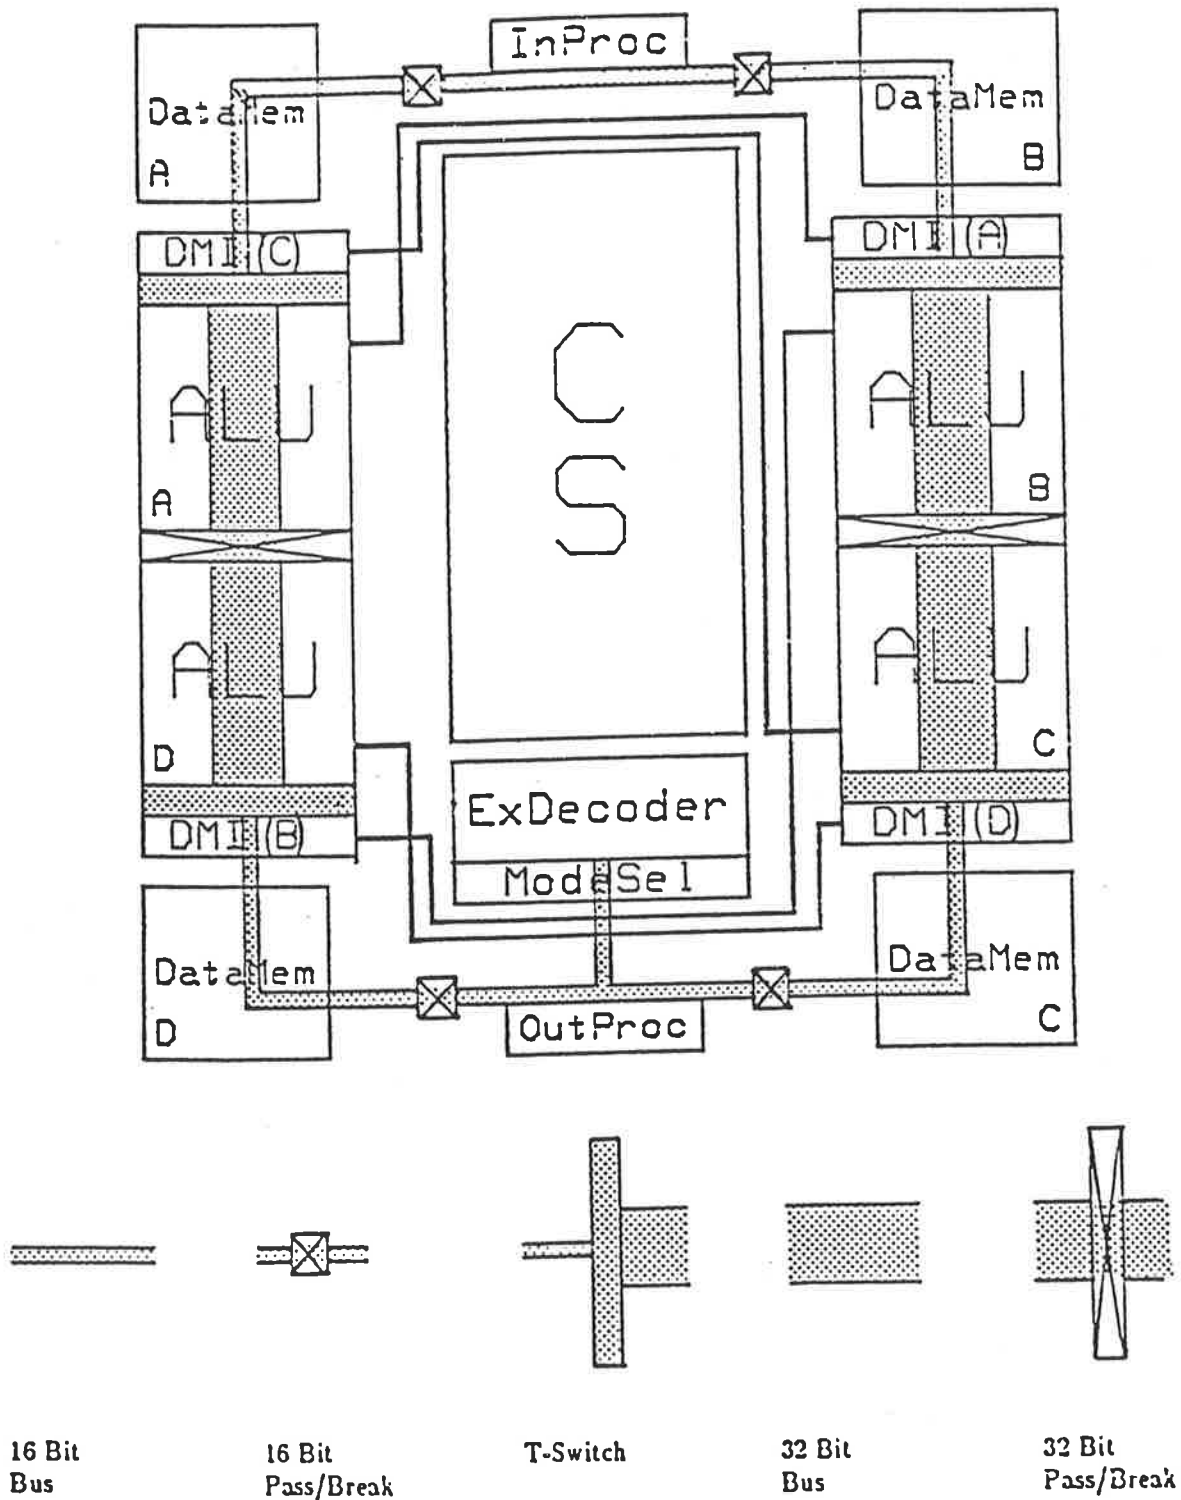 InProc
DataMem
A
DataMem
B
DMI (C)
DMI (A)
ALU
A
ALU
B
C
S
ALU
D
ALU
C
ExDecoder
ModeSel
DMI (B)
DMI (D)
DataMem
D
DataMem
C
OutProc
16 Bit
Bus
16 Bit
Pass/Break
T-Switch
32 Bit
Bus
32 Bit
Pass/Break